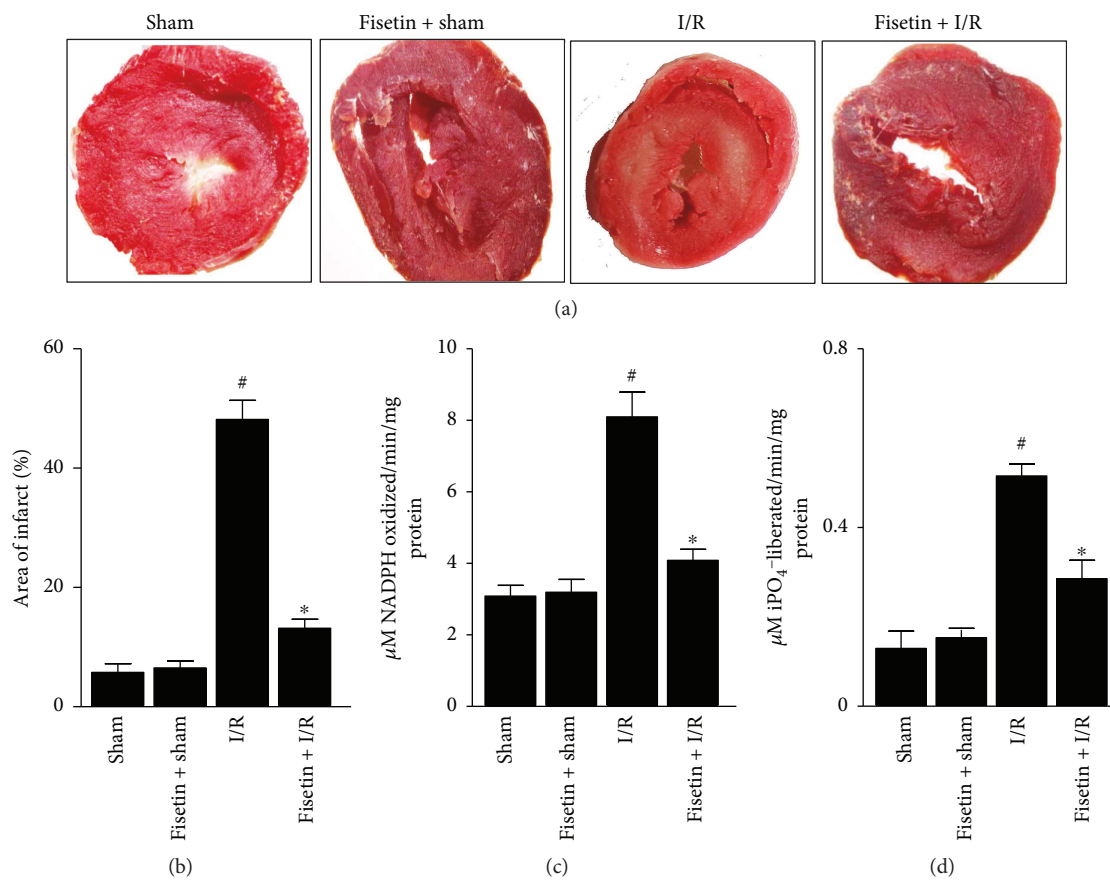 Sham
Fisetin + sham
I/R
Fisetin + I/R
(a)
60
40
20
0
Area of infarct (%)
#
*
Sham
Fisetin + sham
I/R
Fisetin + I/R
(b)
10
8
6
4
2
0
μM NADPH oxidized/min/mg
protein
#
*
Sham
Fisetin + sham
I/R
Fisetin + I/R
(c)
0.8
0.4
0
μM iPO₄⁻liberated/min/mg
protein
#
*
Sham
Fisetin + sham
I/R
Fisetin + I/R
(d)